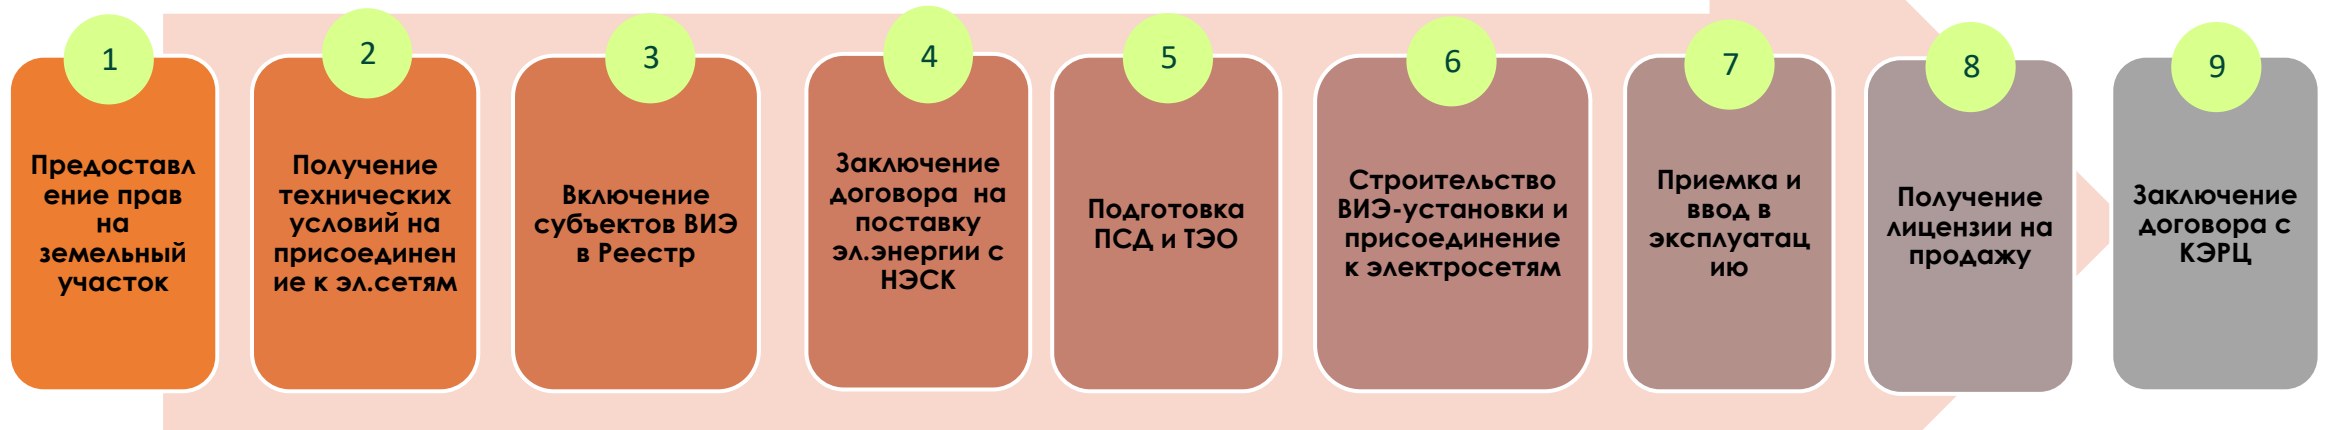 1
Предоставл
ение прав
на
земельный
участок
2
Получение
технических
условий на
присоединен
ие к эл.сетям
3
Включение
субъектов ВИЭ
в Реестр
4
Заключение
договора  на
поставку
эл.энергии с
НЭСК
5
Подготовка
ПСД и ТЭО
6
Строительство
ВИЭ-установки и
присоединение
к электросетям
7
Приемка и
ввод в
эксплуатац
ию
8
Получение
лицензии на
продажу
9
Заключение
договора с
КЭРЦ